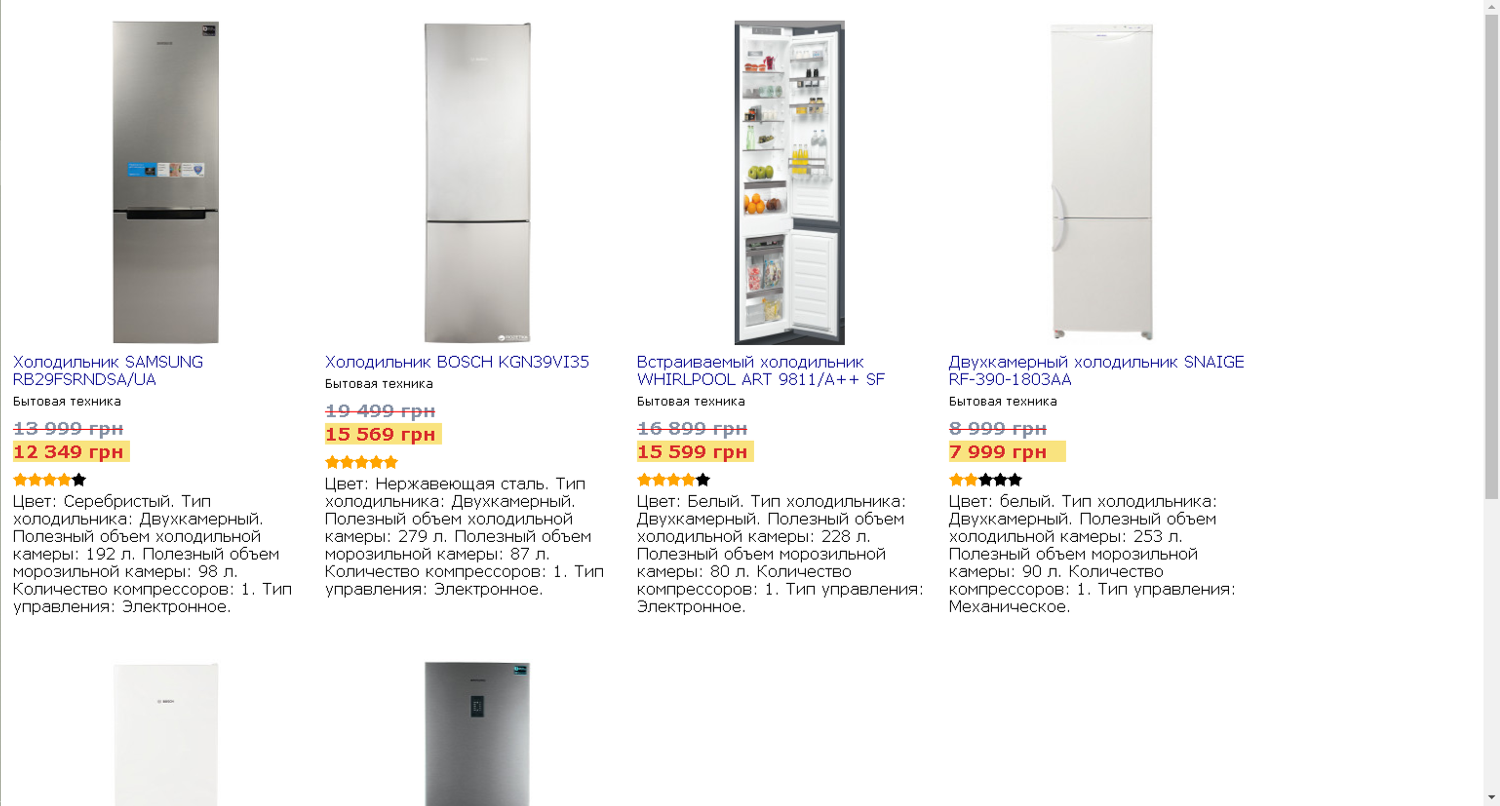 Холодильник SAMSUNG
RB29FSRNDSA/UA
Бытовая техника
13 999 грн
12 349 грн
Цвет: Серебристый. Тип
холодильника: Двухкамерный.
Полезный объем холодильной
камеры: 192 л. Полезный объем
морозильной камеры: 98 л.
Количество компрессоров: 1. Тип
управления: Электронное.
BOSCH
Холодильник BOSCH KGN39VI35
Бытовая техника
19 499 грн
15 569 грн
Цвет: Нержавеющая сталь. Тип
холодильника: Двухкамерный.
Полезный объем холодильной
камеры: 279 л. Полезный объем
морозильной камеры: 87 л.
Количество компрессоров: 1. Тип
управления: Электронное.
Встраиваемый холодильник
WHIRLPOOL ART 9811/A++ SF
Бытовая техника
16 899 грн
15 599 грн
Цвет: Белый. Тип холодильника:
Двухкамерный. Полезный объем
холодильной камеры: 228 л.
Полезный объем морозильной
камеры: 80 л. Количество
компрессоров: 1. Тип управления:
Электронное.
Двухкамерный холодильник SNAIGE
RF-390-1803AA
Бытовая техника
8 999 грн
7 999 грн
Цвет: белый. Тип холодильника:
Двухкамерный. Полезный объем
холодильной камеры: 253 л.
Полезный объем морозильной
камеры: 90 л. Количество
компрессоров: 1. Тип управления:
Механическое.
BOSCH